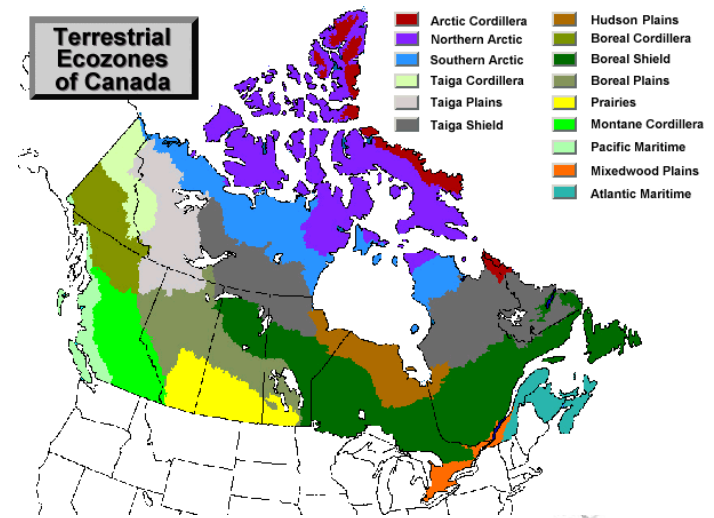 Terrestrial
Ecozones
of Canada
Arctic Cordillera
Northern Arctic
Southern Arctic
Taiga Cordillera
Taiga Plains
Taiga Shield
Hudson Plains
Boreal Cordillera
Boreal Shield
Boreal Plains
Prairies
Montane Cordillera
Pacific Maritime
Mixedwood Plains
Atlantic Maritime